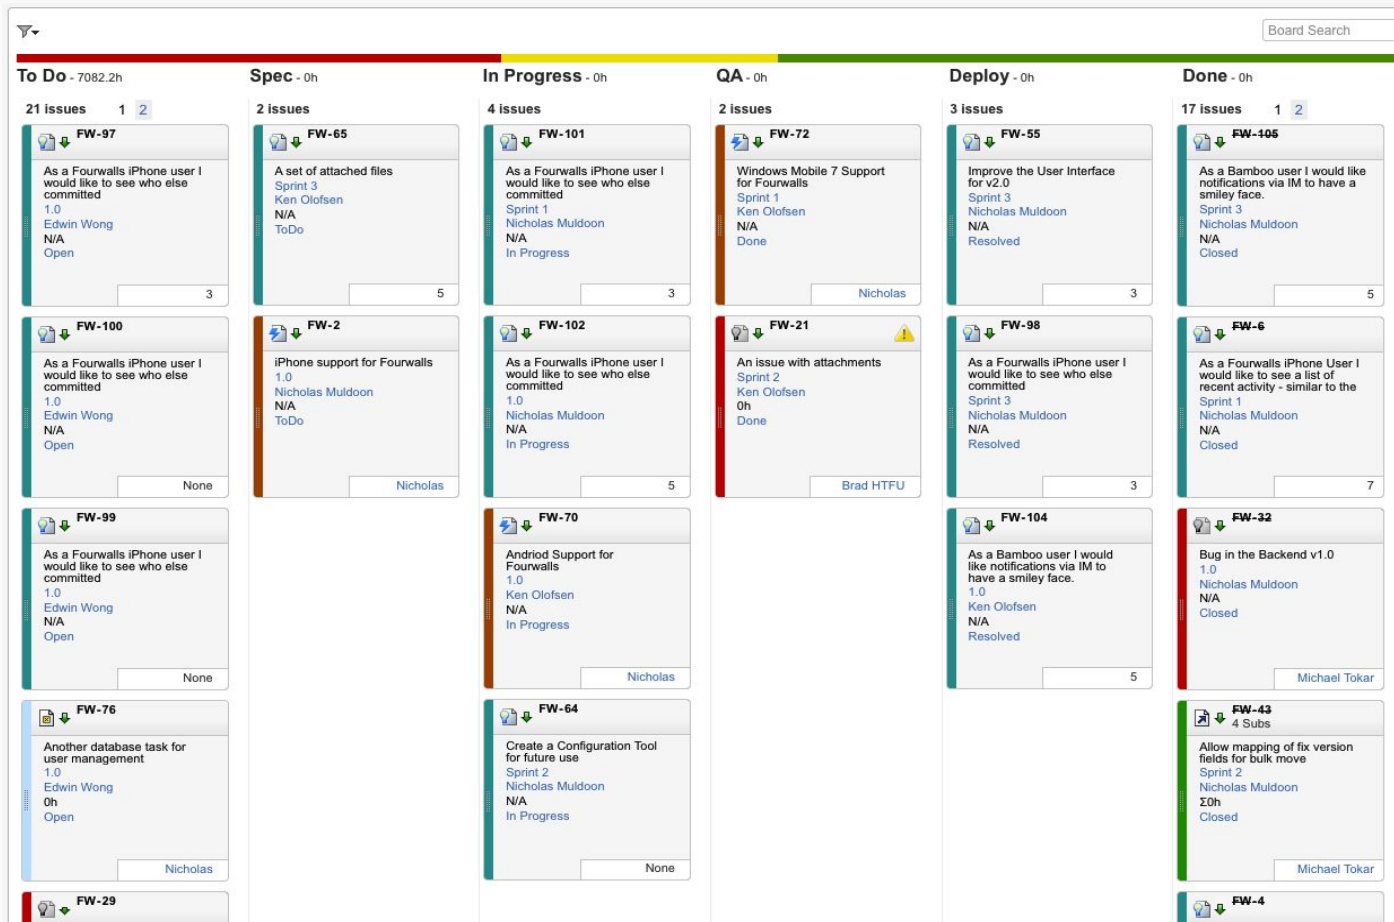 Board Search
To Do - 7082.2h
21 issues 1 2
FW-97
As a Fourwalls iPhone user I
would like to see who else
committed
1.0
Edwin Wong
N/A
Open
3
FW-100
As a Fourwalls iPhone user I
would like to see who else
committed
1.0
Edwin Wong
N/A
Open
None
FW-99
As a Fourwalls iPhone user I
would like to see who else
committed
1.0
Edwin Wong
N/A
Open
None
FW-76
Another database task for
user management
1.0
Edwin Wong
0h
Open
Nicholas
FW-29
Spec - 0h
2 issues
FW-65
A set of attached files
Sprint 3
Ken Olofsen
N/A
ToDo
5
FW-2
iPhone support for Fourwalls
1.0
Nicholas Muldoon
N/A
ToDo
Nicholas
In Progress - 0h
4 issues
FW-101
As a Fourwalls iPhone user I
would like to see who else
committed
Sprint 1
Nicholas Muldoon
N/A
In Progress
3
FW-102
As a Fourwalls iPhone user I
would like to see who else
committed
1.0
Nicholas Muldoon
N/A
In Progress
5
FW-70
Andriod Support for
Fourwalls
1.0
Ken Olofsen
N/A
In Progress
Nicholas
FW-64
Create a Configuration Tool
for future use
Sprint 2
Nicholas Muldoon
N/A
In Progress
None
QA - 0h
2 issues
FW-72
Windows Mobile 7 Support
for Fourwalls
Sprint 1
Ken Olofsen
N/A
Done
Nicholas
FW-21
An issue with attachments
Sprint 2
Ken Olofsen
0h
Done
Brad HTFU
Deploy - 0h
3 issues
FW-55
Improve the User Interface
for v2.0
Sprint 3
Nicholas Muldoon
N/A
Resolved
3
FW-98
As a Fourwalls iPhone user I
would like to see who else
committed
Sprint 3
Nicholas Muldoon
N/A
Resolved
3
FW-104
As a Bamboo user I would
like notifications via IM to
have a smiley face.
1.0
Ken Olofsen
N/A
Resolved
5
Done - 0h
17 issues 1 2
FW-105
As a Bamboo user I would like
notifications via IM to have a
smiley face.
Sprint 3
Nicholas Muldoon
N/A
Closed
5
FW-6
As a Fourwalls iPhone User I
would like to see a list of
recent activity - similar to the
Sprint 1
Nicholas Muldoon
N/A
Closed
7
FW-32
Bug in the Backend v1.0
1.0
Nicholas Muldoon
N/A
Closed
Michael Tokar
FW-43
4 Subs
Allow mapping of fix version
fields for bulk move
Sprint 2
Nicholas Muldoon
Σ0h
Closed
Michael Tokar
FW-4